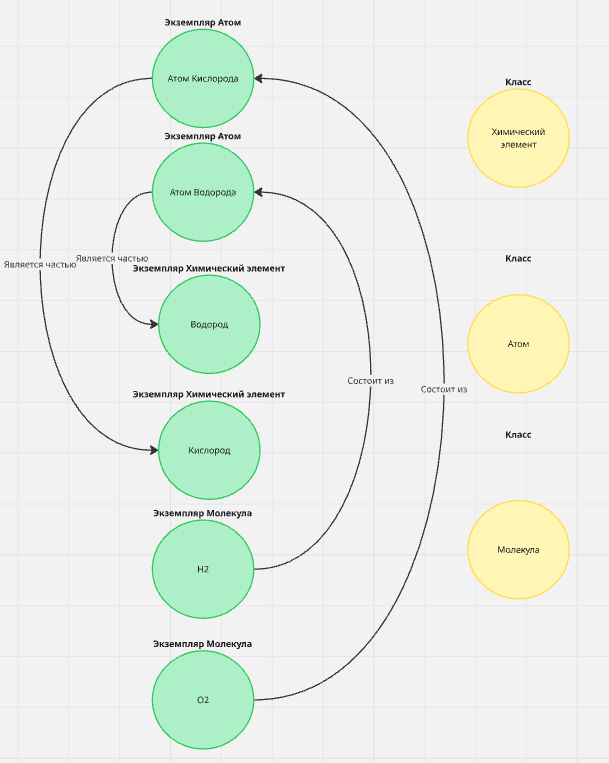 Экземпляр Атом
Атом Кислорода
Экземпляр Атом
Атом Водорода
Является частью
Является частью
Экземпляр Химический элемент
Водород
Экземпляр Химический элемент
Кислород
Экземпляр Молекула
H2
Экземпляр Молекула
O2
Состоит из
Состоит из
Класс
Химический
элемент
Класс
Атом
Класс
Молекула